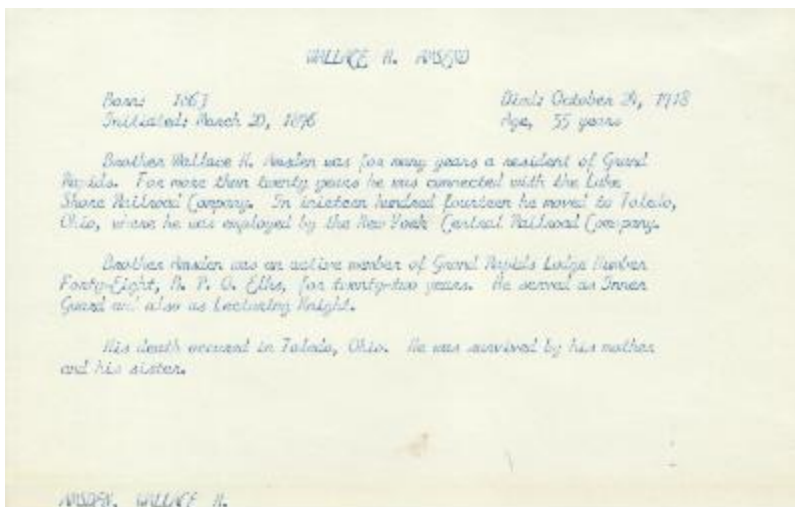 WALLACE H. AMSDEN
Born: 1863 Died: October 24, 1918
Initiated: March 20, 1896 Age, 55 years
Brother Wallace H. Amsden was for many years a resident of Grand
Rapids. For more than twenty years he was connected with the Lake
Shore Railroad Company. In ninteen hundred fourteen he moved to Toledo,
Ohio, where he was employed by the New York Central Railroad Company.
Brother Amsden was an active member of Grand Rapids Lodge Number
Forty-Eight, B. P. O. Elks, for twenty-two years. He served as Inner
Guard and also as Lecturing Knight.
His death occured in Toledo, Ohio. He was survived by his mother
and his sister.
AMSDEN, WALLACE H.